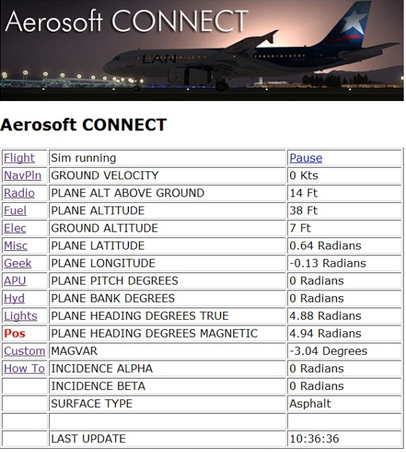 Aerosoft CONNECT
LAN
Aerosoft CONNECT
Flight Sim running Pause
NavPln GROUND VELOCITY 0 Kts
Radio PLANE ALT ABOVE GROUND 14 Ft
Fuel PLANE ALTITUDE 38 Ft
Elec GROUND ALTITUDE 7 Ft
Misc PLANE LATITUDE 0.64 Radians
Geek PLANE LONGITUDE -0.13 Radians
APU PLANE PITCH DEGREES 0 Radians
Hyd PLANE BANK DEGREES 0 Radians
Lights PLANE HEADING DEGREES TRUE 4.88 Radians
Pos PLANE HEADING DEGREES MAGNETIC 4.94 Radians
Custom MAGVAR -3.04 Degrees
How To INCIDENCE ALPHA 0 Radians
INCIDENCE BETA 0 Radians
SURFACE TYPE Asphalt
LAST UPDATE 10:36:36